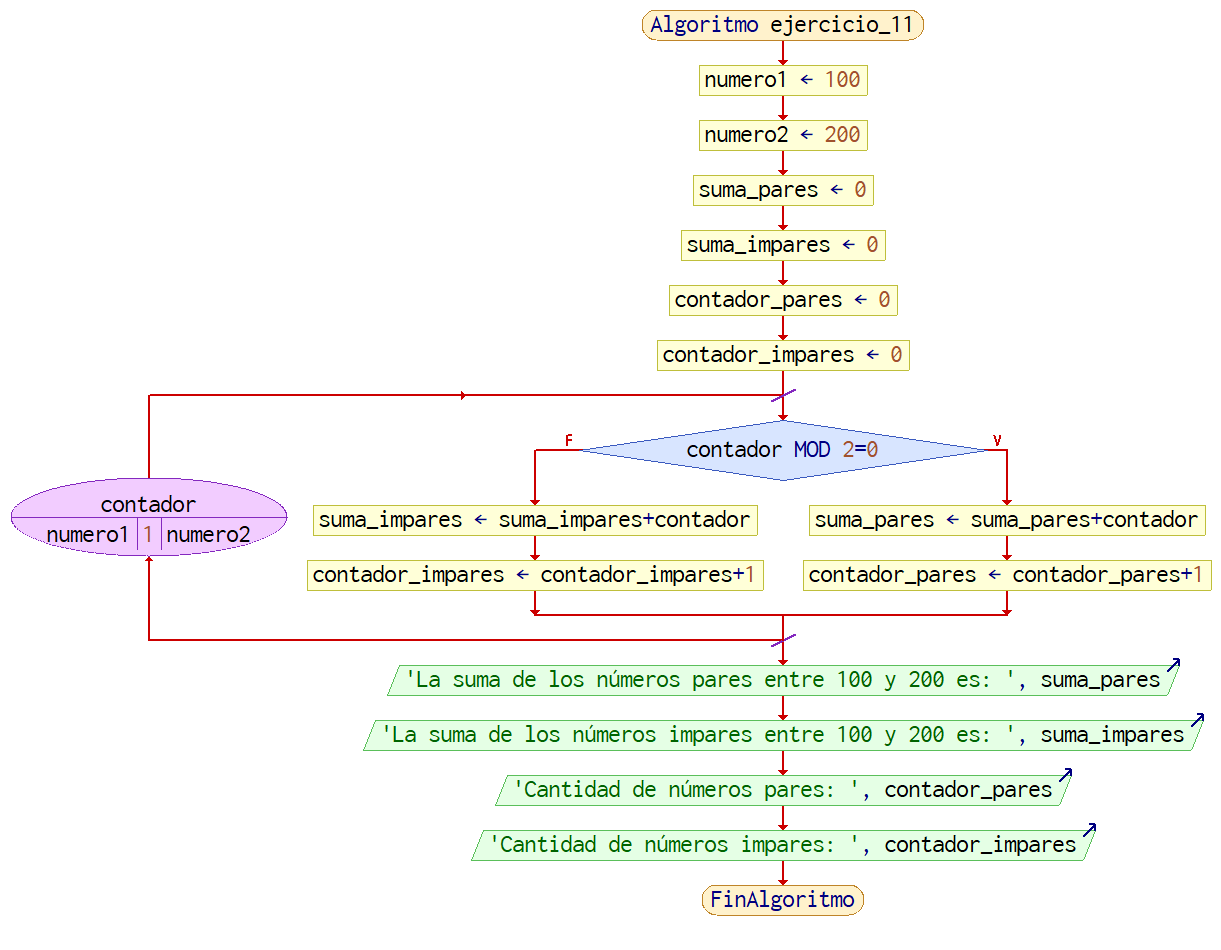 Algoritmo ejercicio_11
numero1 ← 100
numero2 ← 200
suma_pares ← 0
suma_impares ← 0
contador_pares ← 0
contador_impares ← 0
F
contador MOD 2=0
V
contador
numero1 1 numero2
suma_impares ← suma_impares+contador
suma_pares ← suma_pares+contador
contador_impares ← contador_impares+1
contador_pares ← contador_pares+1
'La suma de los números pares entre 100 y 200 es: ', suma_pares
'La suma de los números impares entre 100 y 200 es: ', suma_impares
'Cantidad de números pares: ', contador_pares
'Cantidad de números impares: ', contador_impares
FinAlgoritmo